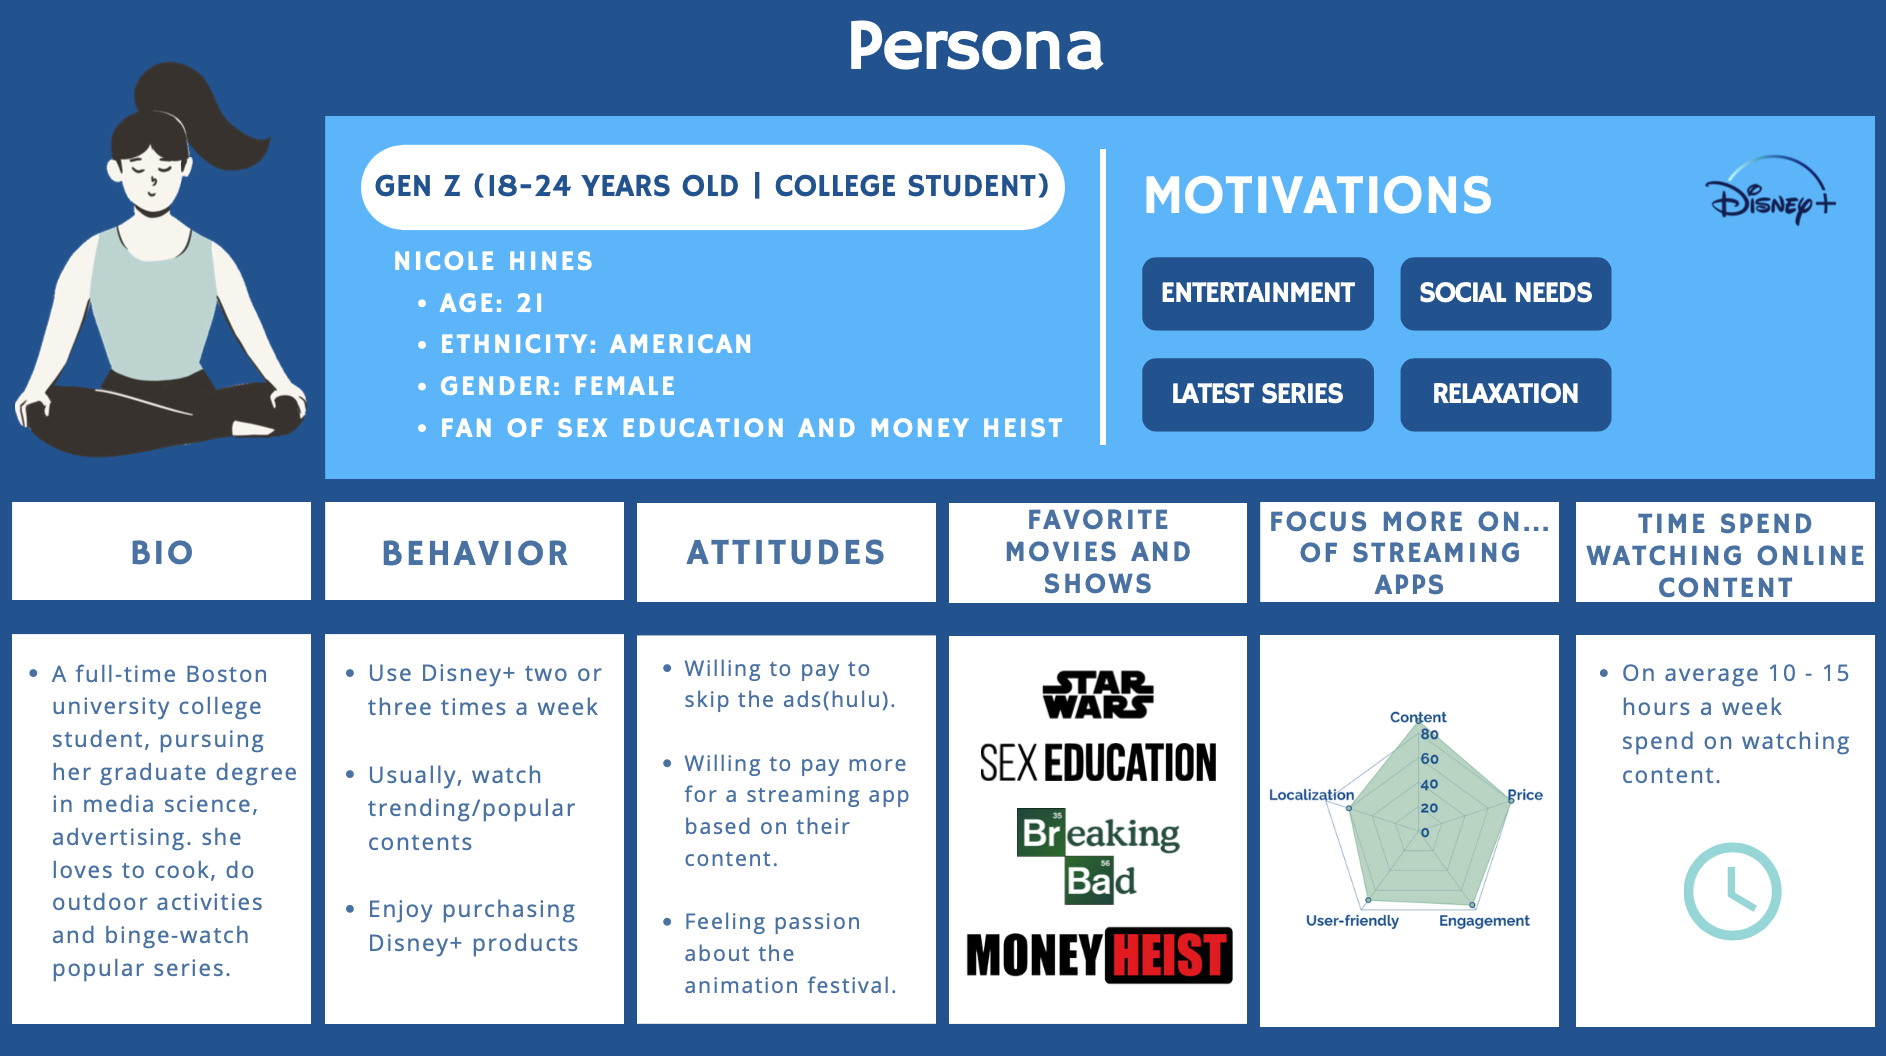 Persona
GEN Z (18-24 YEARS OLD | COLLEGE STUDENT)
NICOLE HINES
• AGE: 21
• ETHNICITY: AMERICAN
• GENDER: FEMALE
• FAN OF SEX EDUCATION AND MONEY HEIST
MOTIVATIONS
Disney+
ENTERTAINMENT
SOCIAL NEEDS
LATEST SERIES
RELAXATION
BIO
• A full-time Boston
university college
student, pursuing
her graduate degree
in media science,
advertising. she
loves to cook, do
outdoor activities
and binge-watch
popular series.
BEHAVIOR
• Use Disney+ two or
three times a week
• Usually, watch
trending/popular
contents
• Enjoy purchasing
Disney+ products
ATTITUDES
• Willing to pay to
skip the ads(hulu).
• Willing to pay more
for a streaming app
based on their
content.
• Feeling passion
about the
animation festival.
FAVORITE
MOVIES AND
SHOWS
STAR
WARS
SEX EDUCATION
35
Breaking
56
Bad
MONEY HEIST
FOCUS MORE ON...
OF STREAMING
APPS
Content
80
60
40
20
0
Localization
Price
User-friendly
Engagement
TIME SPEND
WATCHING ONLINE
CONTENT
• On average 10 - 15
hours a week
spend on watching
content.